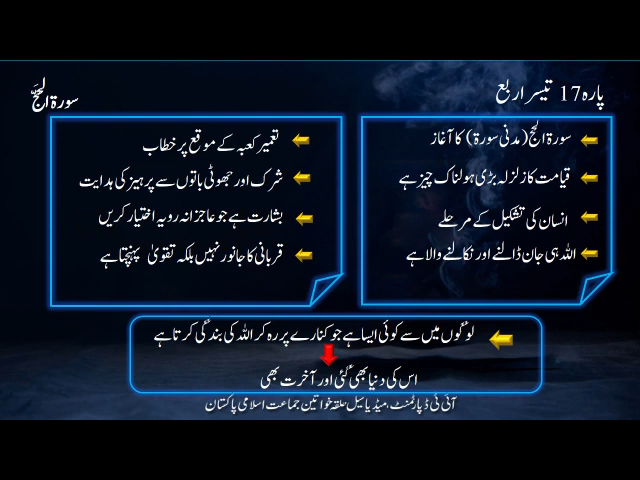 پارہ 17 تیسرا ربع
سورۃ الحجّ
سورۃ الحج (مدنی سورۃ) کا آغاز
قیامت کا زلزلہ بڑی ہولناک چیز ہے
انسان کی تشکیل کے مرحلے
اللہ ہی جان ڈالنے اور نکالنے والا ہے
تعمیر کعبہ کے موقع پر خطاب
شرک اور جھوٹی باتوں سے پرہیز کی ہدایت
بشارت ہے جو عاجزانہ رویہ اختیار کریں
قربانی کا جانور نہیں بلکہ تقویٰ پہنچتا ہے
لوگوں میں سے کوئی ایسا ہے جو کنارے پر رہ کر اللہ کی بندگی کرتا ہے
اس کی دنیا بھی گئی اور آخرت بھی
آئی ٹی ڈپارٹمنٹ، میڈیا سیل حلقہ خواتین جماعت اسلامی پاکستان